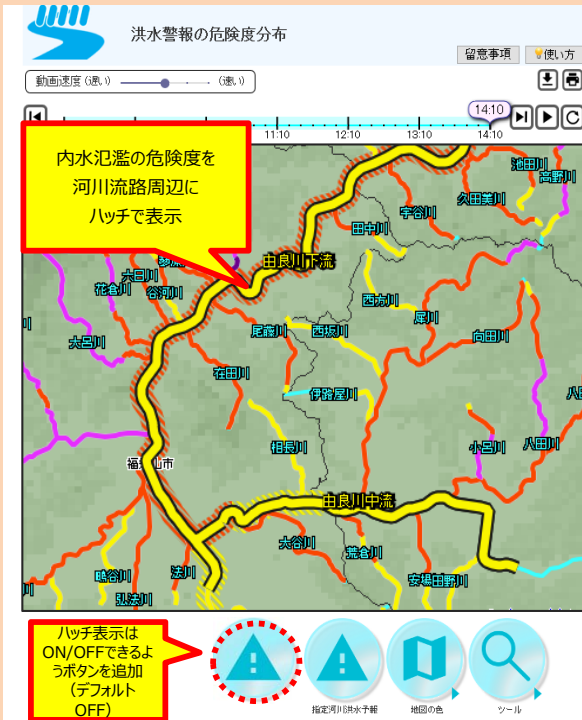 洪水警報の危険度分布
留意事項
使い方
動画速度(遅い)
(速い)
14:10
11:10
12:10
13:10
14:10
内水氾濫の危険度を
河川流路周辺に
ハッチで表示
池田川
高野川
久田美川
宇谷川
田中川
由良川下流
大日川
花倉川
谷河川
西方川
犀川
尾藤川
西坂川
向田川
大呂川
在田川
伊路屋川
相長川
小呂川
八田川
福知山市
由良川中流
大谷川
荒倉川
法川
安場田野川
弘法川
ハッチ表示は
ON/OFFできるよ
うボタンを追加
(デフォルト
OFF)
指定河川洪水予報
地図の色
ツール